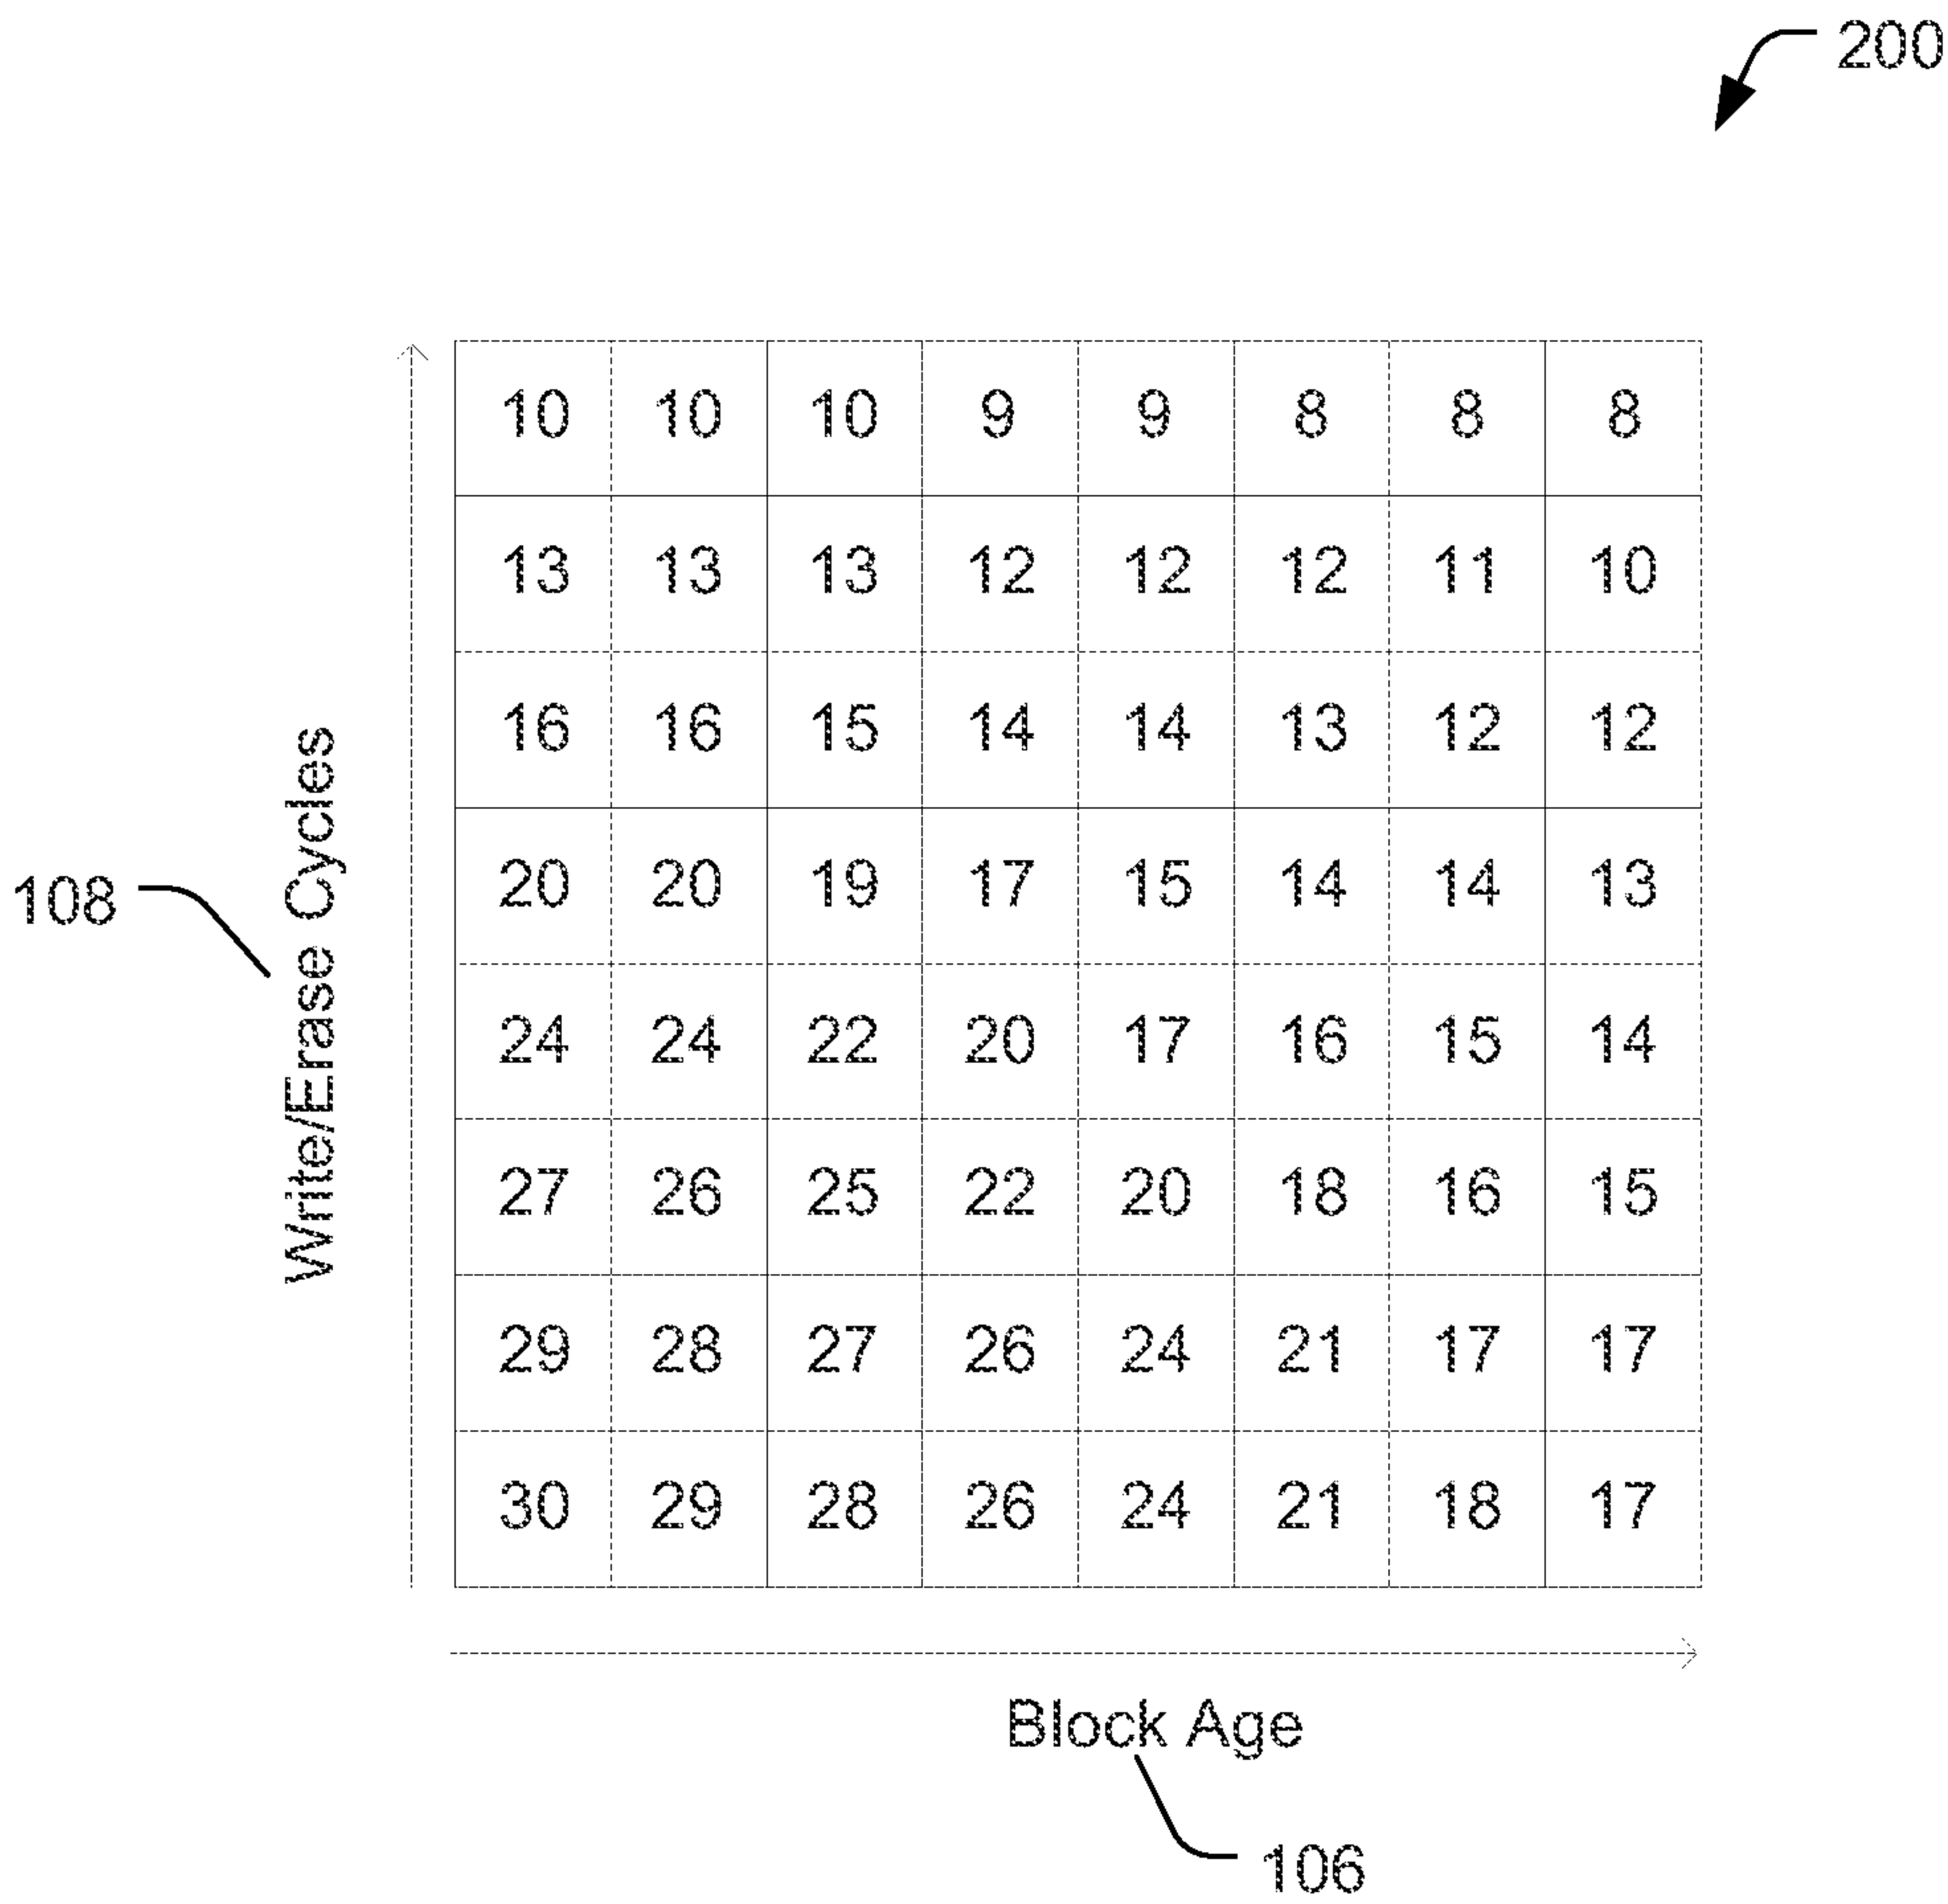 200
10 10 10 9 9 8 8 8
13 13 13 12 12 12 11 10
16 16 15 14 14 13 12 12
20 20 19 17 15 14 14 13
24 24 22 20 17 16 15 14
27 26 25 22 20 18 16 15
29 28 27 26 24 21 17 17
30 29 28 26 24 21 18 17
Write/Erase Cycles
108
Block Age
106